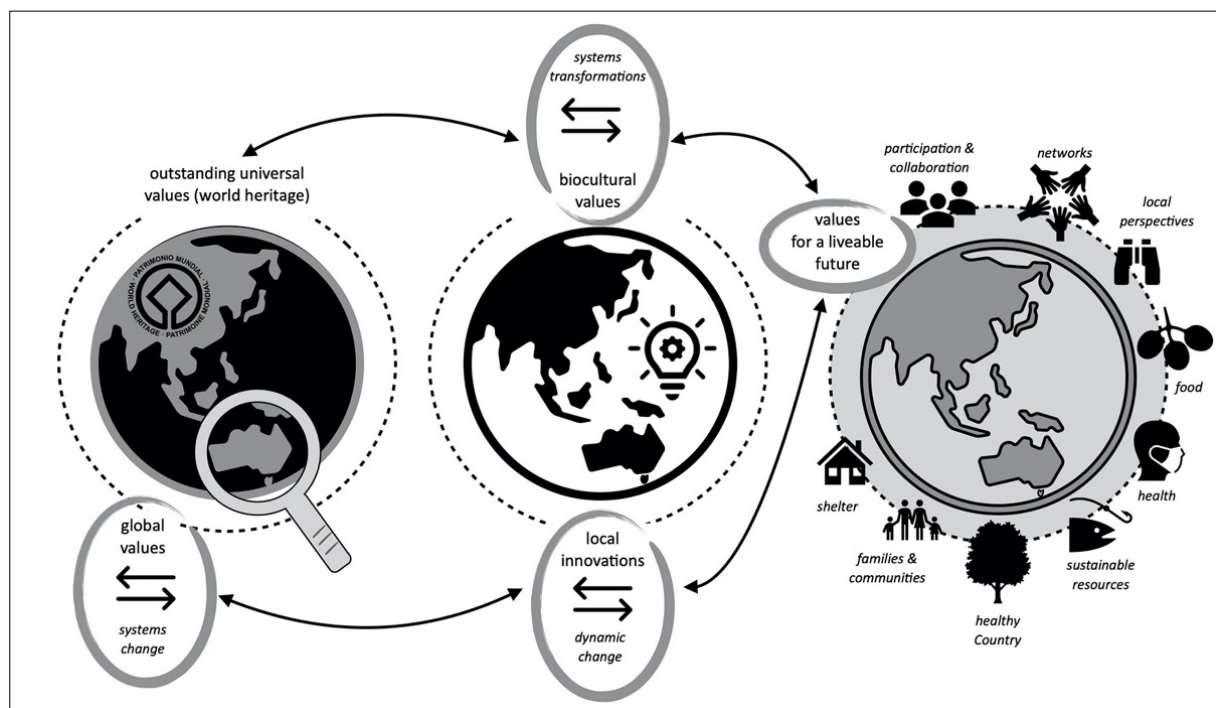 systems
transformations
biocultural
values
outstanding universal
values (world heritage)
PATRIMONIO MUNDIAL · WORLD HERITAGE · PATRIMOINE MONDIAL ·
global
values
systems
change
local
innovations
dynamic
change
values
for a liveable
future
participation &
collaboration
networks
local
perspectives
food
health
sustainable
resources
healthy
Country
families &
communities
shelter